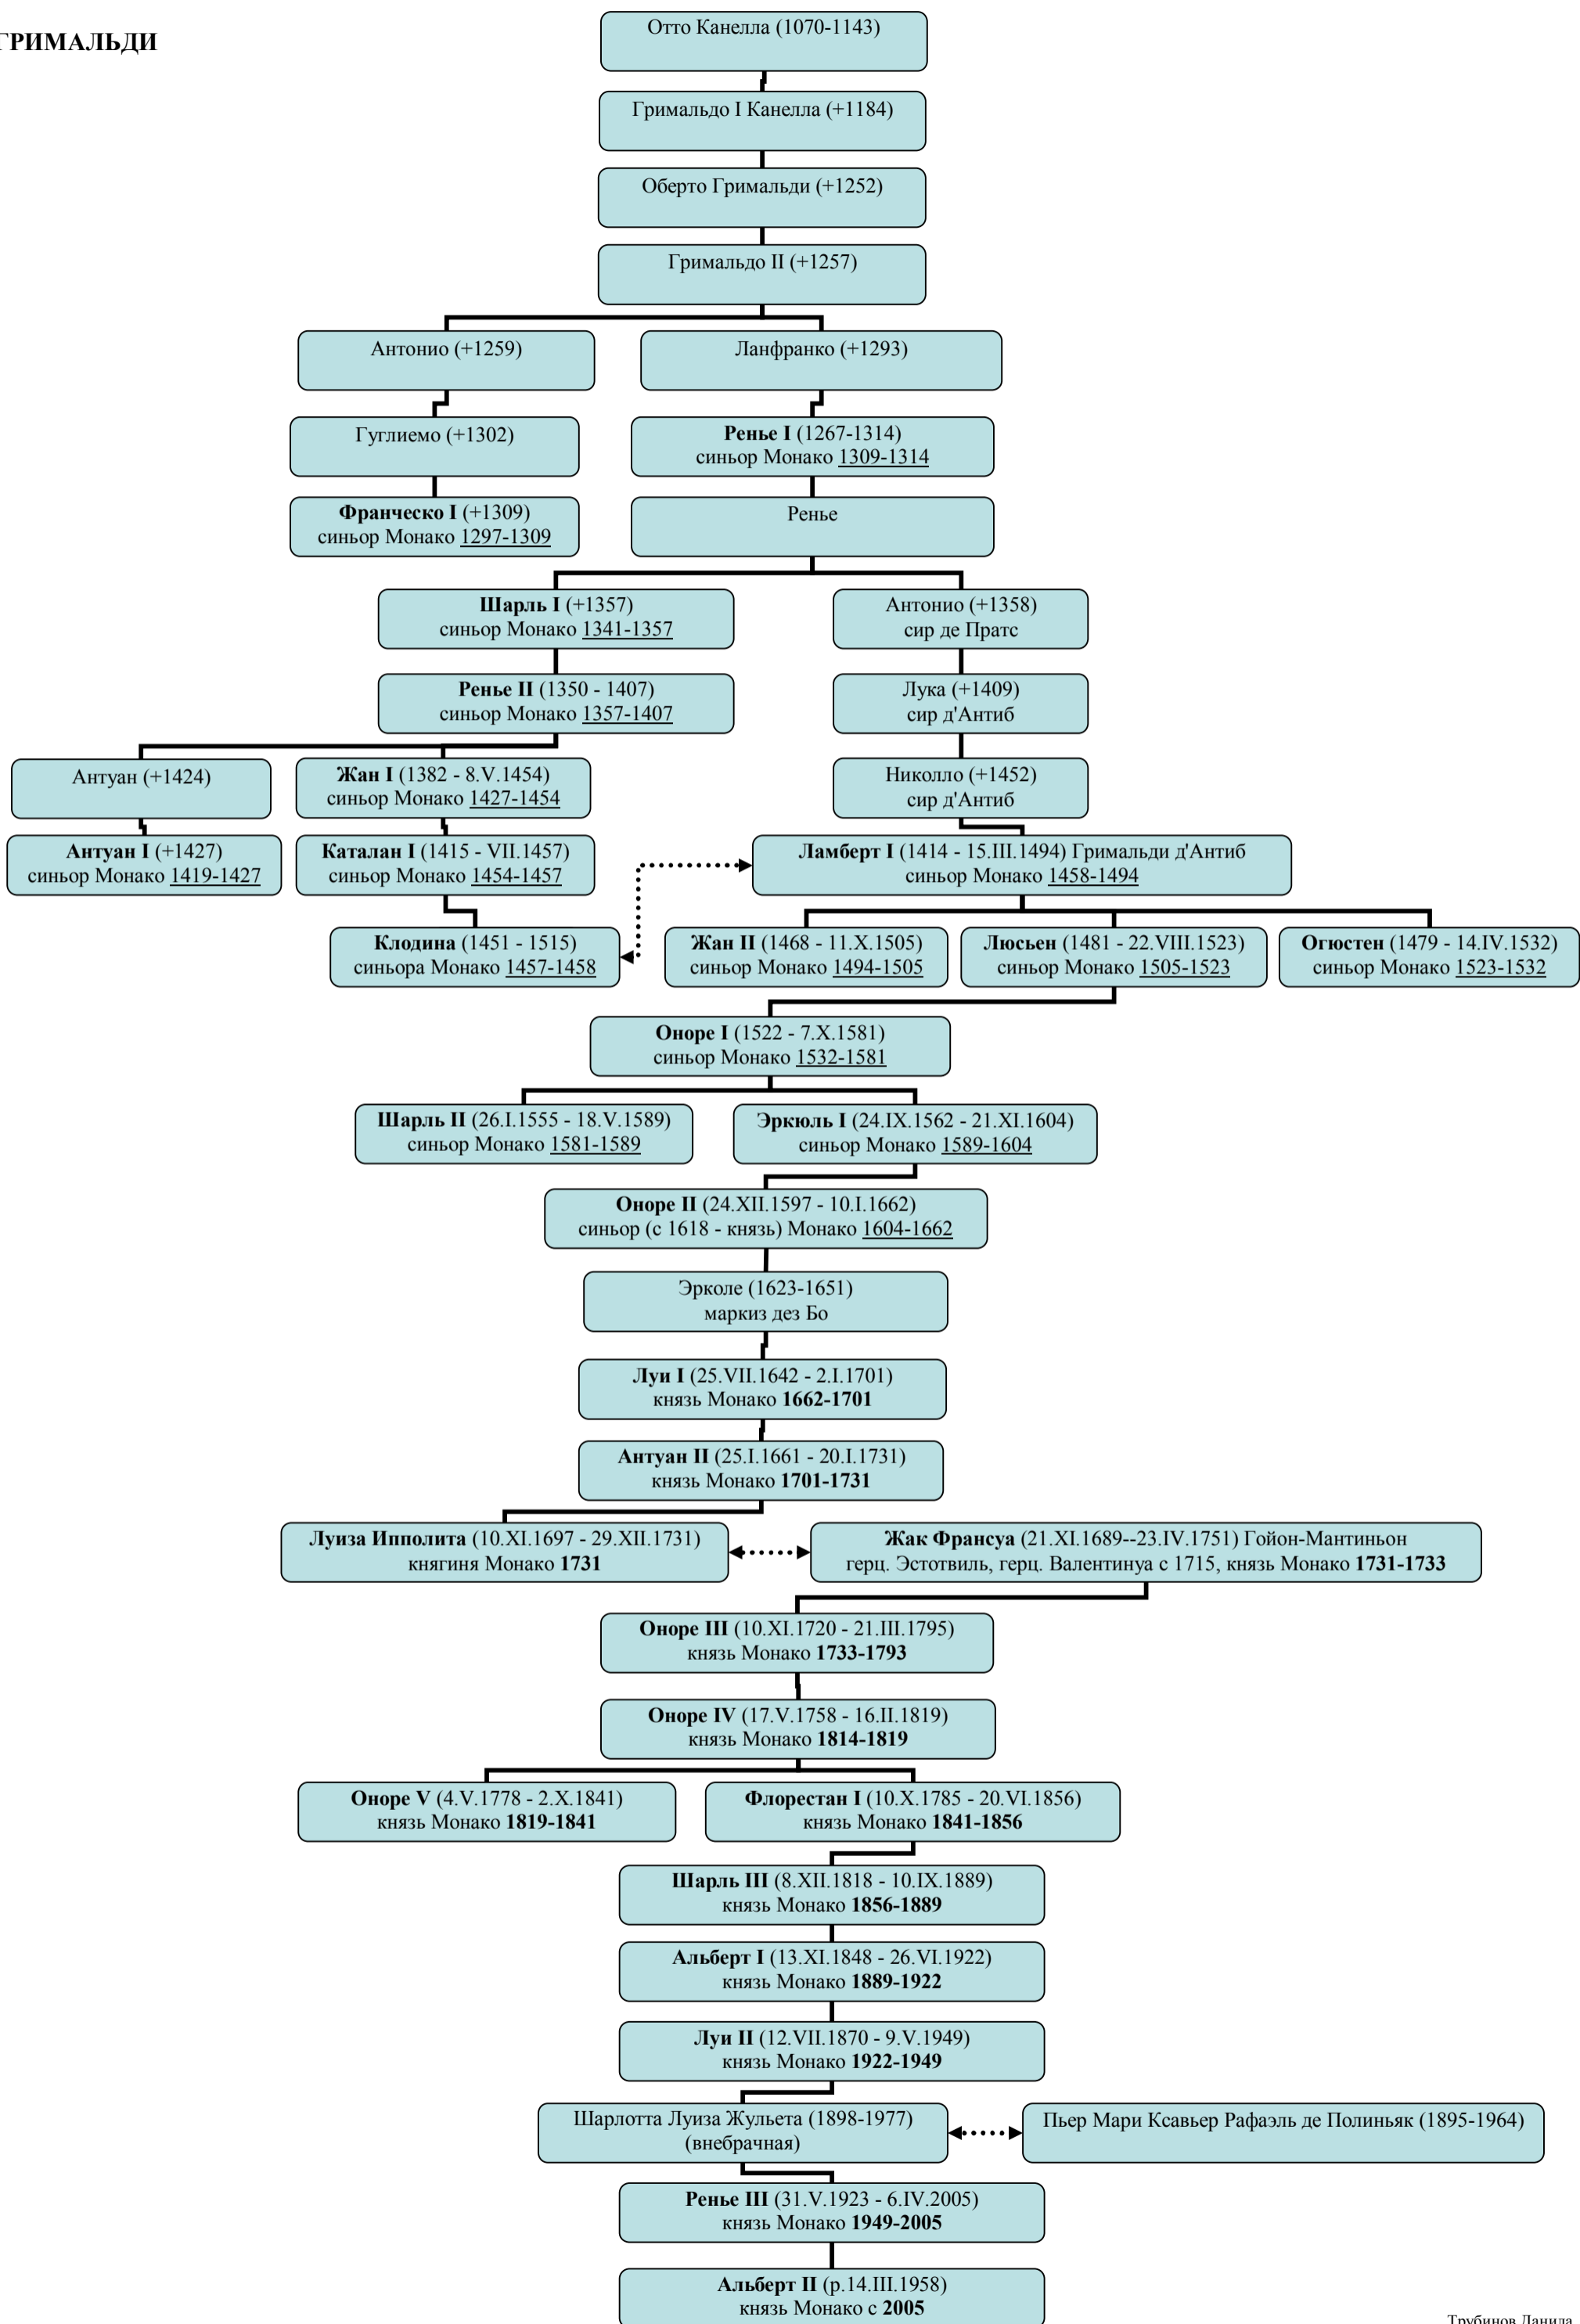 ГРИМАЛЬДИ
Отто Канелла (1070-1143)
Гримальдо I Канелла (+1184)
Оберто Гримальди (+1252)
Гримальдо II (+1257)
Антонио (+1259)
Ланфранко (+1293)
Гуглиемо (+1302)
Ренье I (1267-1314)
синьор Монако 1309-1314
Франческо I (+1309)
синьор Монако 1297-1309
Ренье
Шарль I (+1357)
синьор Монако 1341-1357
Антонио (+1358)
сир де Пратс
Ренье II (1350 - 1407)
синьор Монако 1357-1407
Лука (+1409)
сир д'Антиб
Антуан (+1424)
Жан I (1382 - 8.V.1454)
синьор Монако 1427-1454
Николло (+1452)
сир д'Антиб
Антуан I (+1427)
синьор Монако 1419-1427
Каталан I (1415 - VII.1457)
синьор Монако 1454-1457
Ламберт I (1414 - 15.III.1494) Гримальди д'Антиб
синьор Монако 1458-1494
Клодина (1451 - 1515)
синьора Монако 1457-1458
Жан II (1468 - 11.X.1505)
синьор Монако 1494-1505
Люсьен (1481 - 22.VIII.1523)
синьор Монако 1505-1523
Огюстен (1479 - 14.IV.1532)
синьор Монако 1523-1532
Оноре I (1522 - 7.X.1581)
синьор Монако 1532-1581
Шарль II (26.I.1555 - 18.V.1589)
синьор Монако 1581-1589
Эркюль I (24.IX.1562 - 21.XI.1604)
синьор Монако 1589-1604
Оноре II (24.XII.1597 - 10.I.1662)
синьор (с 1618 - князь) Монако 1604-1662
Эрколе (1623-1651)
маркиз дез Бо
Луи I (25.VII.1642 - 2.I.1701)
князь Монако 1662-1701
Антуан II (25.I.1661 - 20.I.1731)
князь Монако 1701-1731
Луиза Ипполита (10.XI.1697 - 29.XII.1731)
княгиня Монако 1731
Жак Франсуа (21.XI.1689--23.IV.1751) Гойон-Мантиньон
герц. Эстотвиль, герц. Валентинуа с 1715, князь Монако 1731-1733
Оноре III (10.XI.1720 - 21.III.1795)
князь Монако 1733-1793
Оноре IV (17.V.1758 - 16.II.1819)
князь Монако 1814-1819
Оноре V (4.V.1778 - 2.X.1841)
князь Монако 1819-1841
Флорестан I (10.X.1785 - 20.VI.1856)
князь Монако 1841-1856
Шарль III (8.XII.1818 - 10.IX.1889)
князь Монако 1856-1889
Альберт I (13.XI.1848 - 26.VI.1922)
князь Монако 1889-1922
Луи II (12.VII.1870 - 9.V.1949)
князь Монако 1922-1949
Шарлотта Луиза Жульета (1898-1977)
(внебрачная)
Пьер Мари Ксавьер Рафаэль де Полиньяк (1895-1964)
Ренье III (31.V.1923 - 6.IV.2005)
князь Монако 1949-2005
Альберт II (р.14.III.1958)
князь Монако с 2005
Трубинов Данила